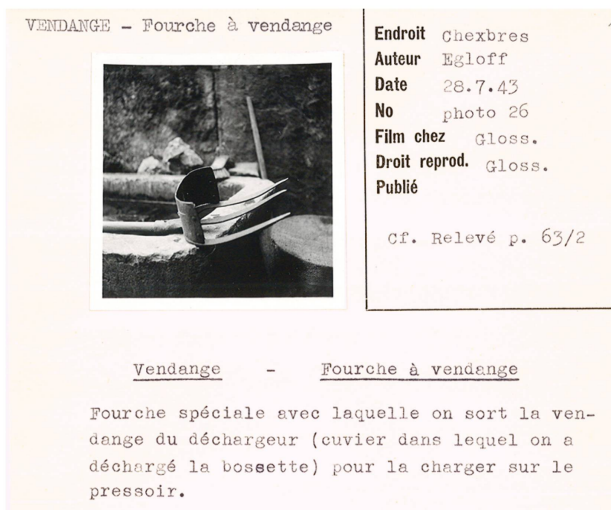 VENDANGE - Fourche à vendange
Endroit Chexbres
Auteur Egloff
Date 28.7.43
No photo 26
Film chez Gloss.
Droit reprod. Gloss.
Publié
Cf. Relevé p. 63/2
Vendange - Fourche à vendange
Fourche spéciale avec laquelle on sort la ven-
dange du déchargeur (cuvier dans lequel on a
déchargé la bossette) pour la charger sur le
pressoir.